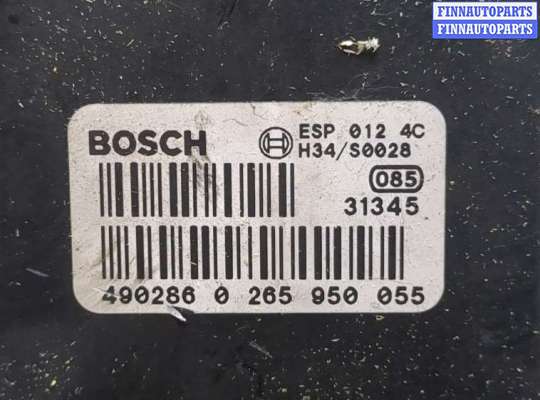 FINNAUTOPARTS
FINNAUTOPARTS
BOSCH
ESP 012 4C
H34/S0028
085
31345
490286 0 265 950 055